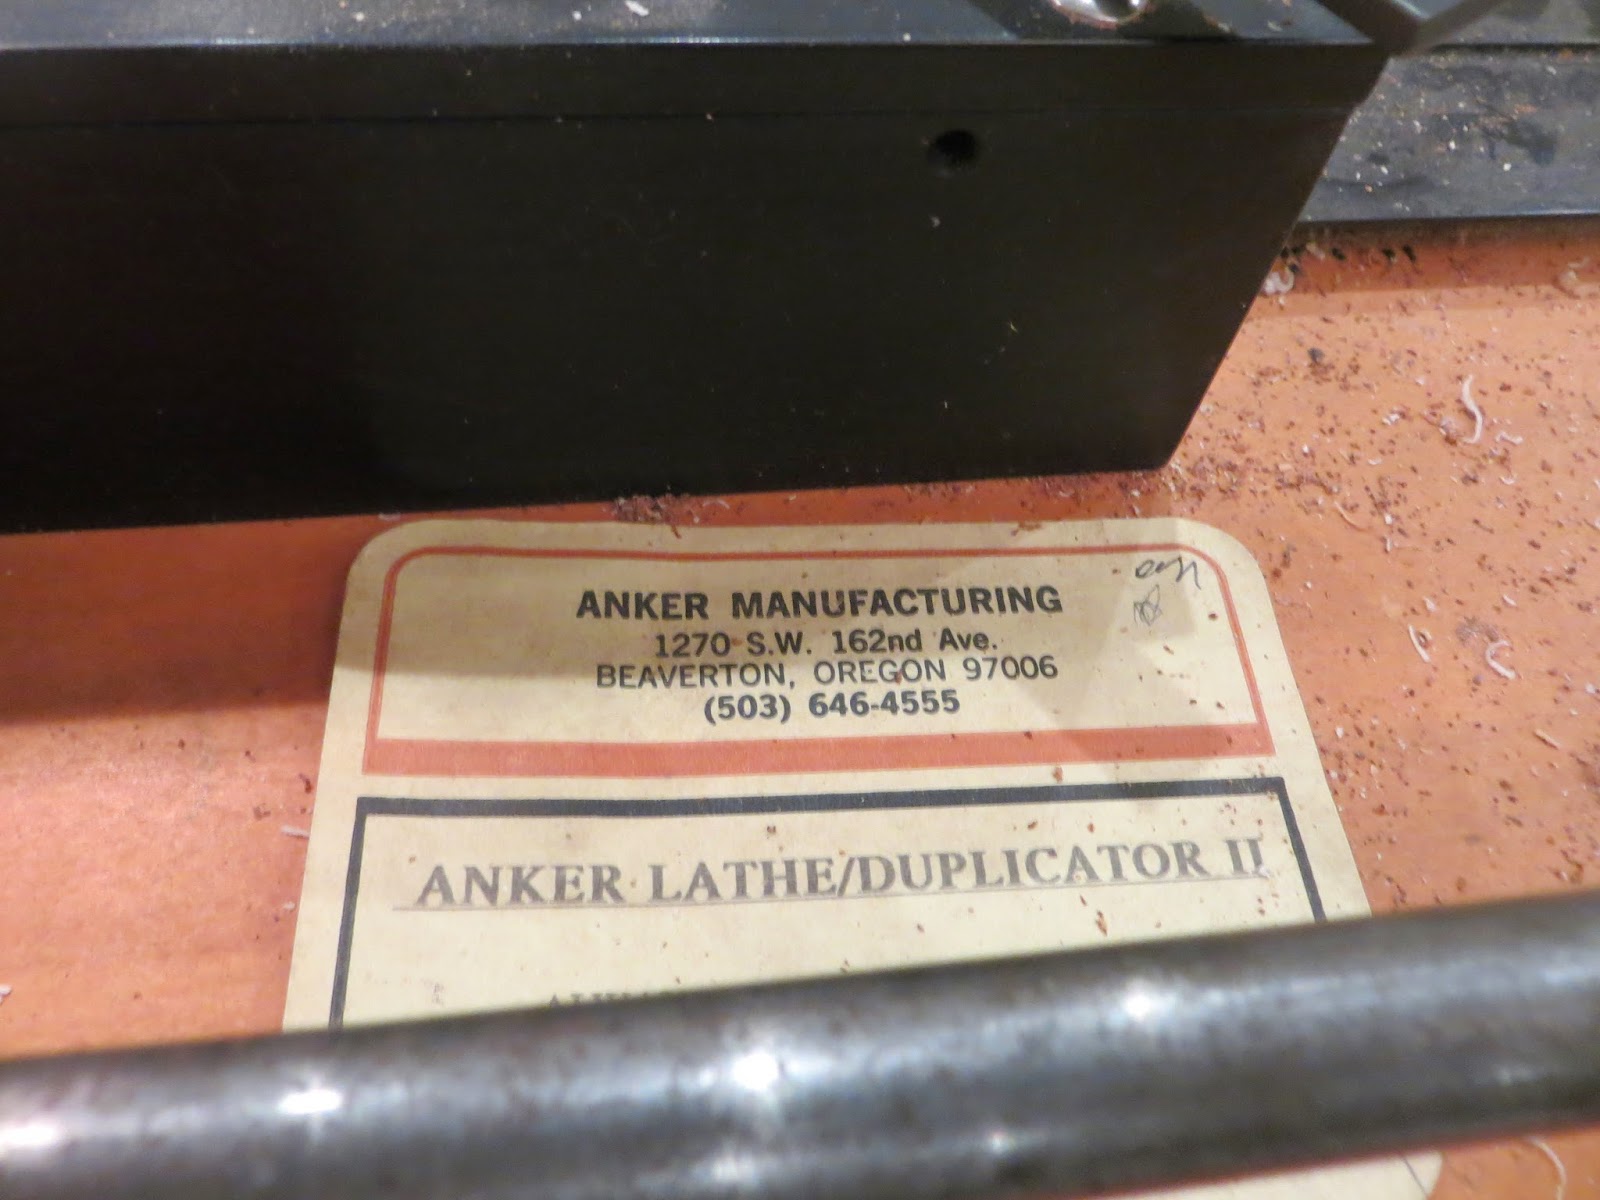 ANKER MANUFACTURING
1270 S.W. 162nd Ave.
BEAVERTON, OREGON 97006
(503) 646-4555
ANKER LATHE/DUPLICATOR II